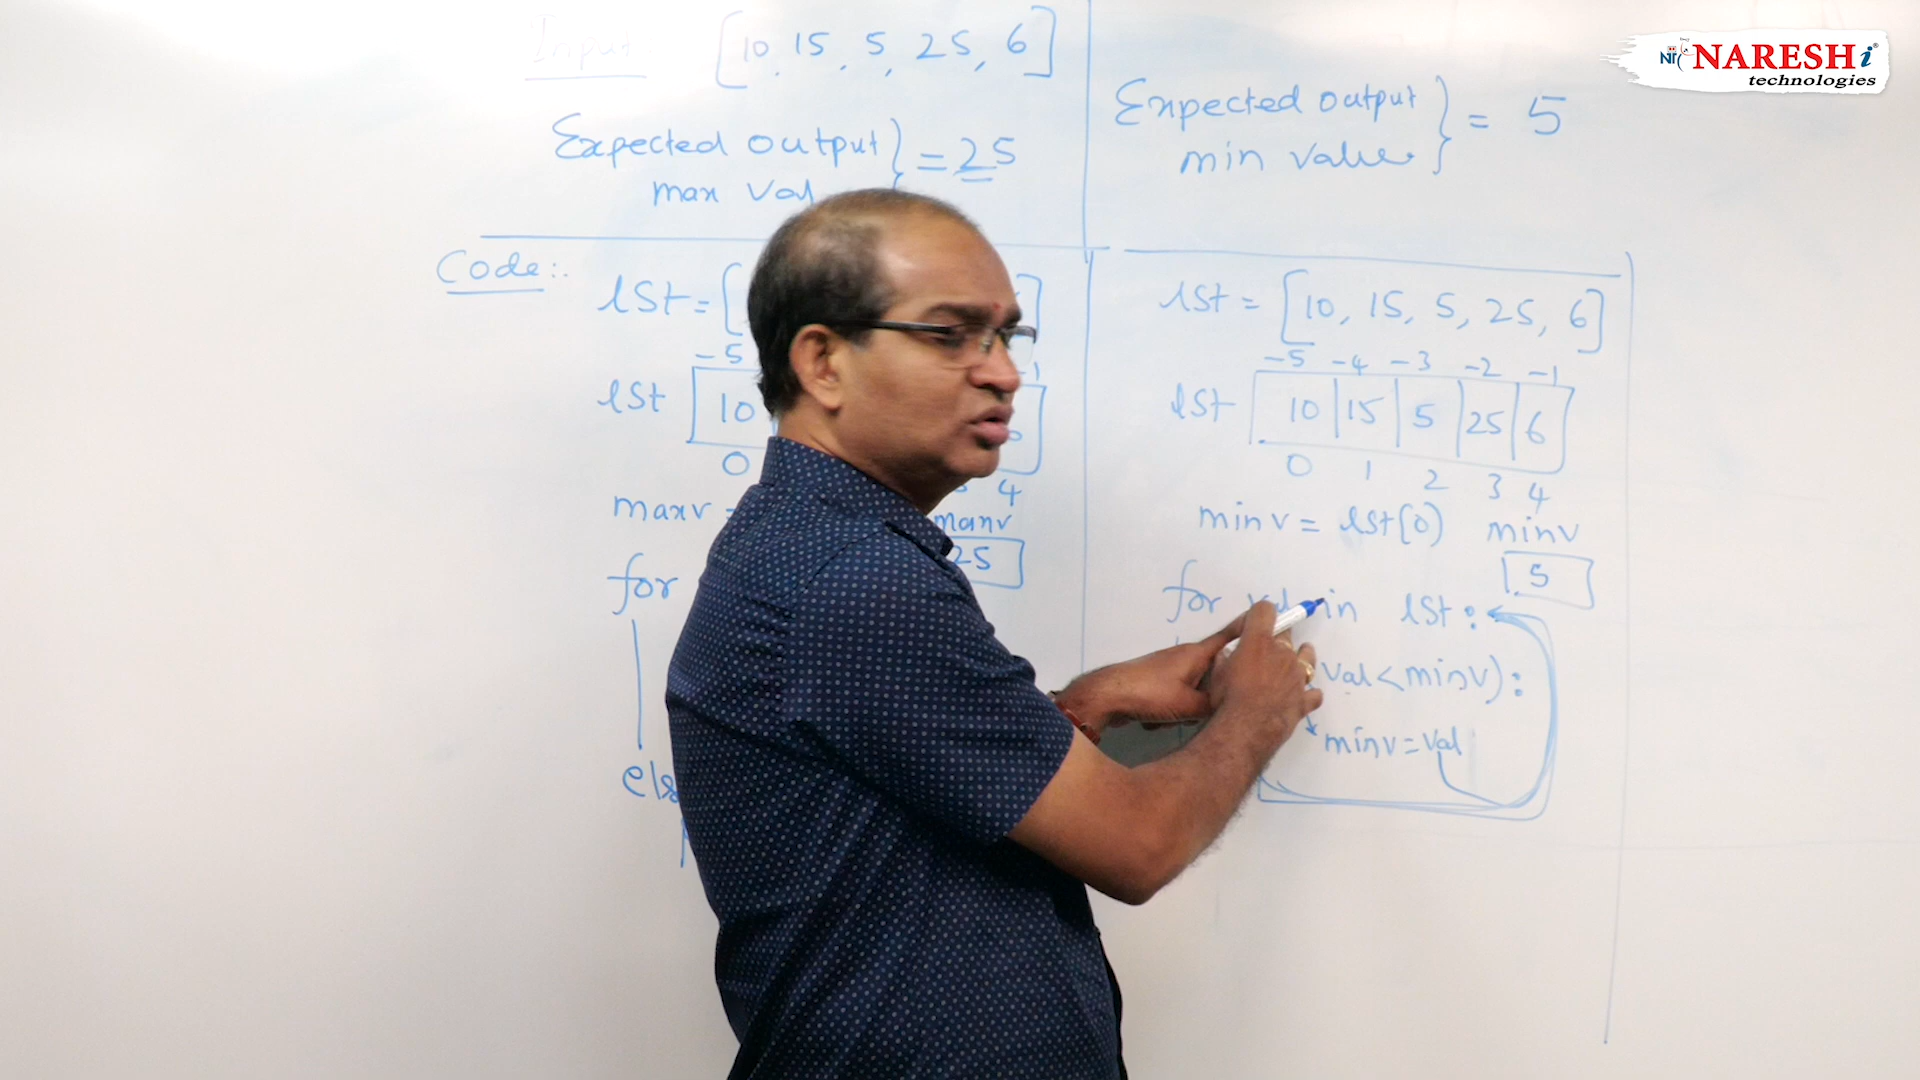 Input: [10, 15, 5, 25, 6]
Expected output
max val
} = 25
Expected output
min value
} = 5
NARESH i
technologies
Code::
lst = [
-5
lst 10
0 4
maxv = maxv
25
for
els
lst = [10, 15, 5, 25, 6]
-5 -4 -3 -2 -1
lst 10 15 5 25 6
0 1 2 3 4
minv = lst[0] minv
5
for val in lst:
val<minv):
minv=val